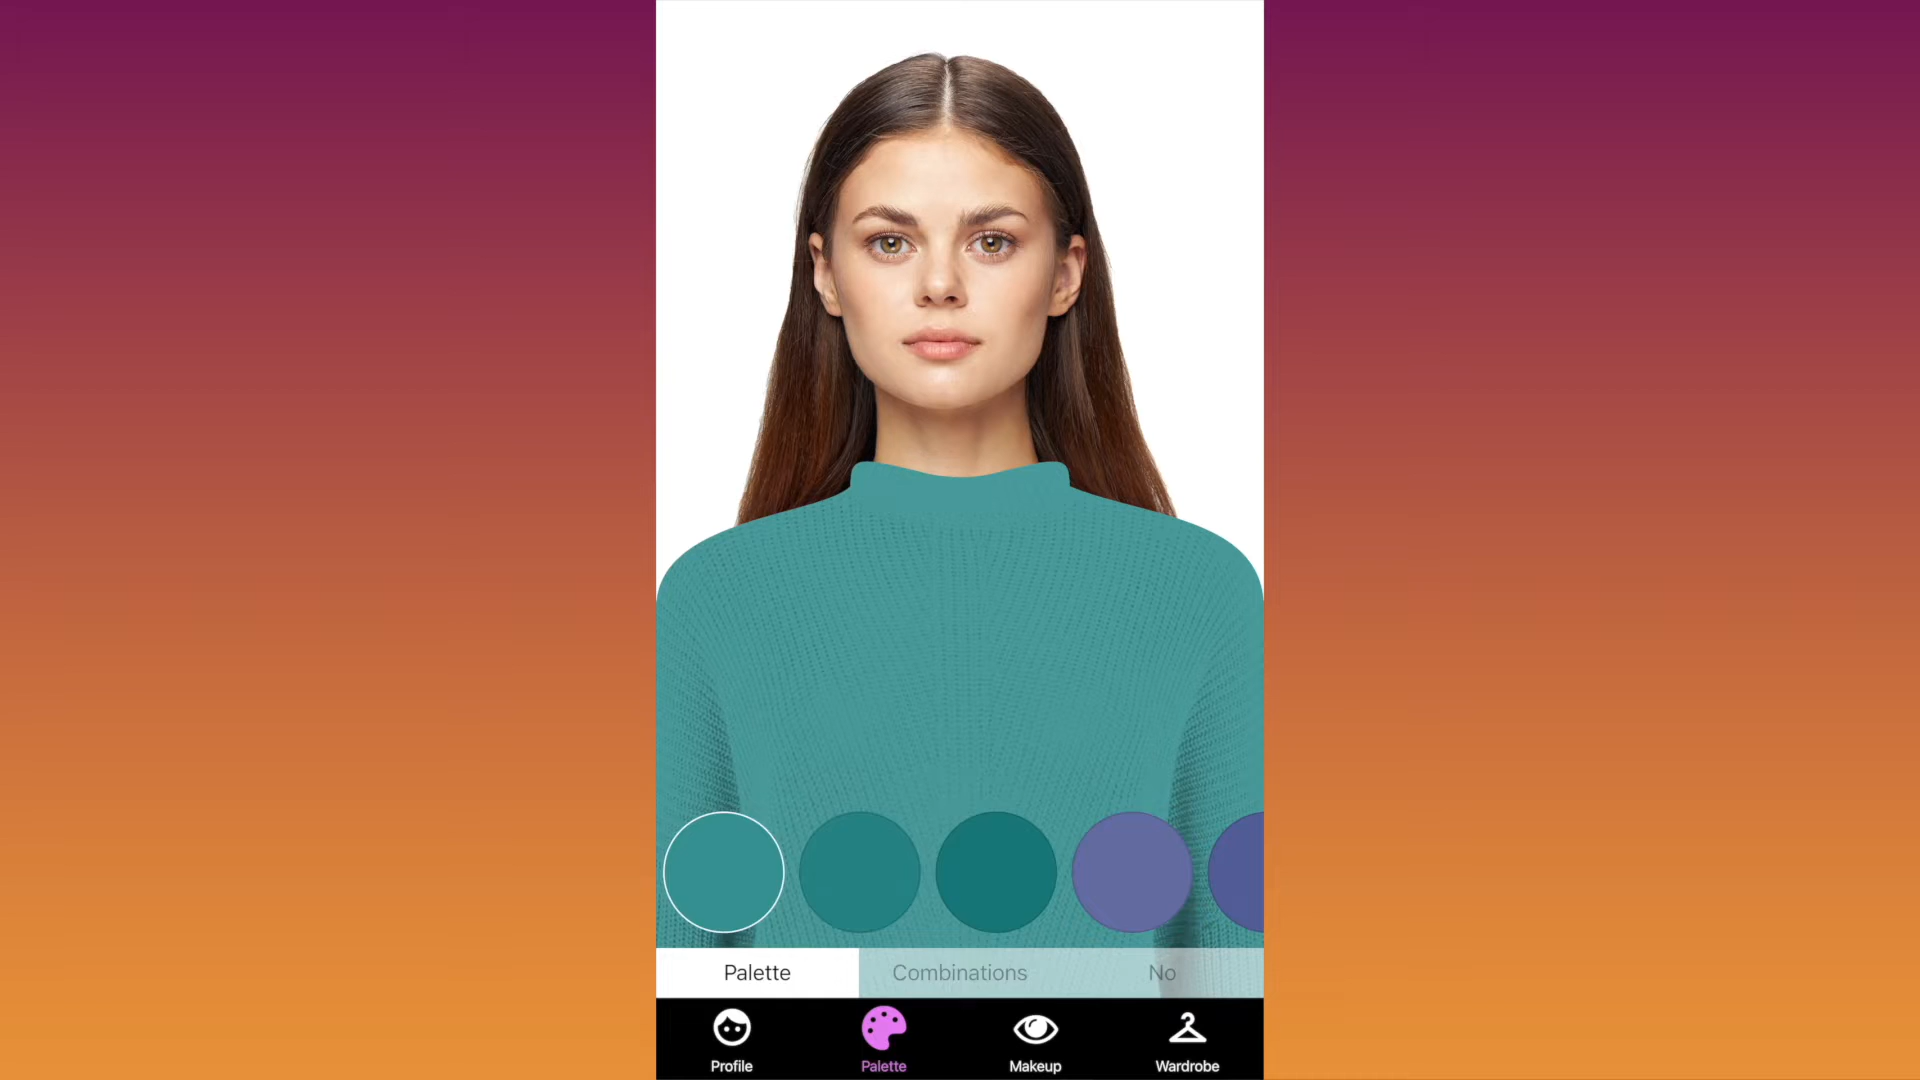 Palette
Combinations
No
Profile
Palette
Makeup
Wardrobe